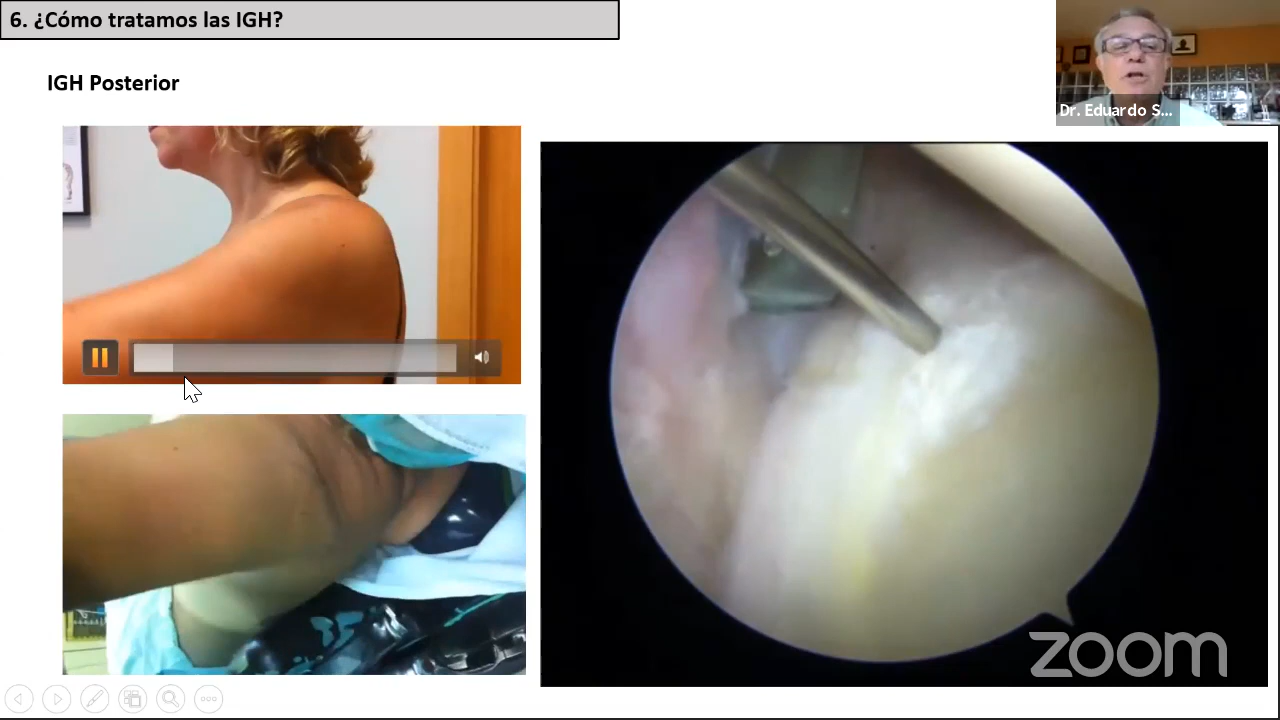 6. ¿Cómo tratamos las IGH?
Dr. Eduardo S...
IGH Posterior
zoom